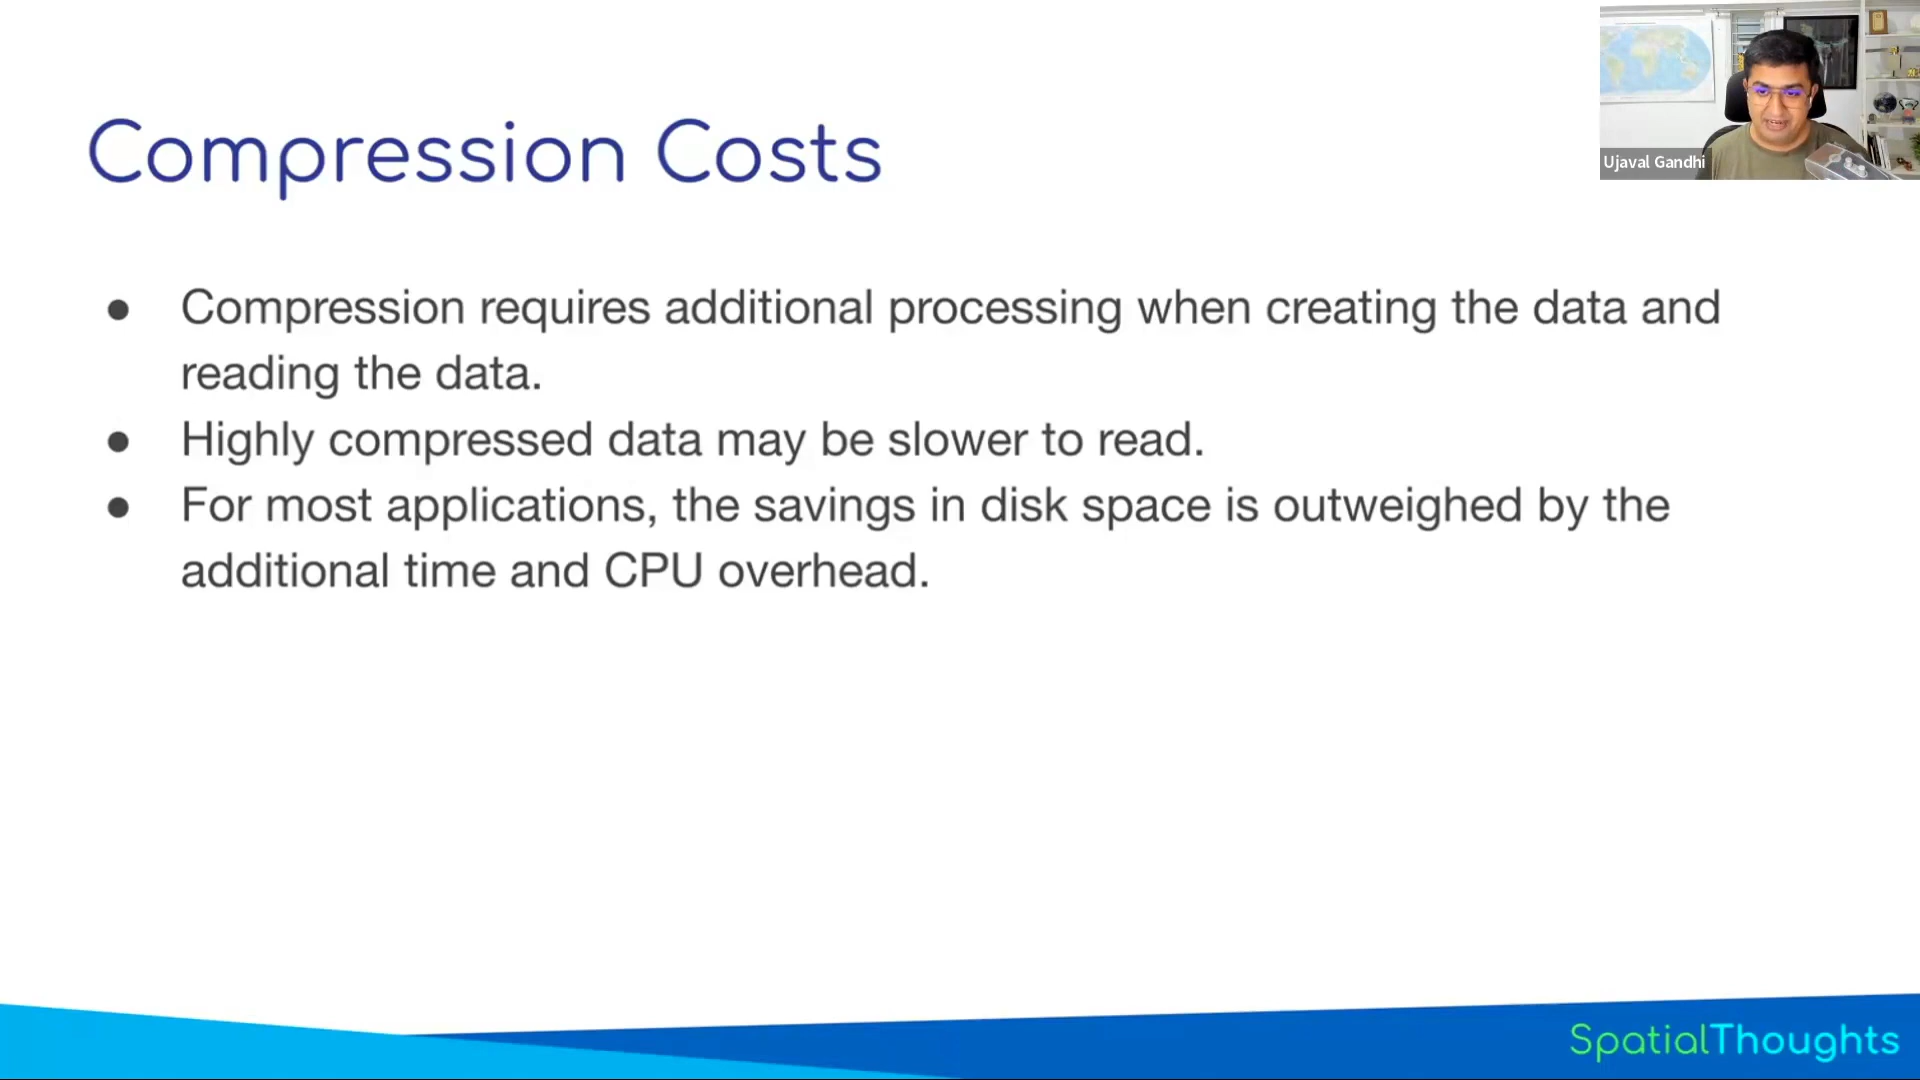 Compression Costs
Ujaval Gandhi
● Compression requires additional processing when creating the data and
reading the data.
● Highly compressed data may be slower to read.
● For most applications, the savings in disk space is outweighed by the
additional time and CPU overhead.
SpatialThoughts